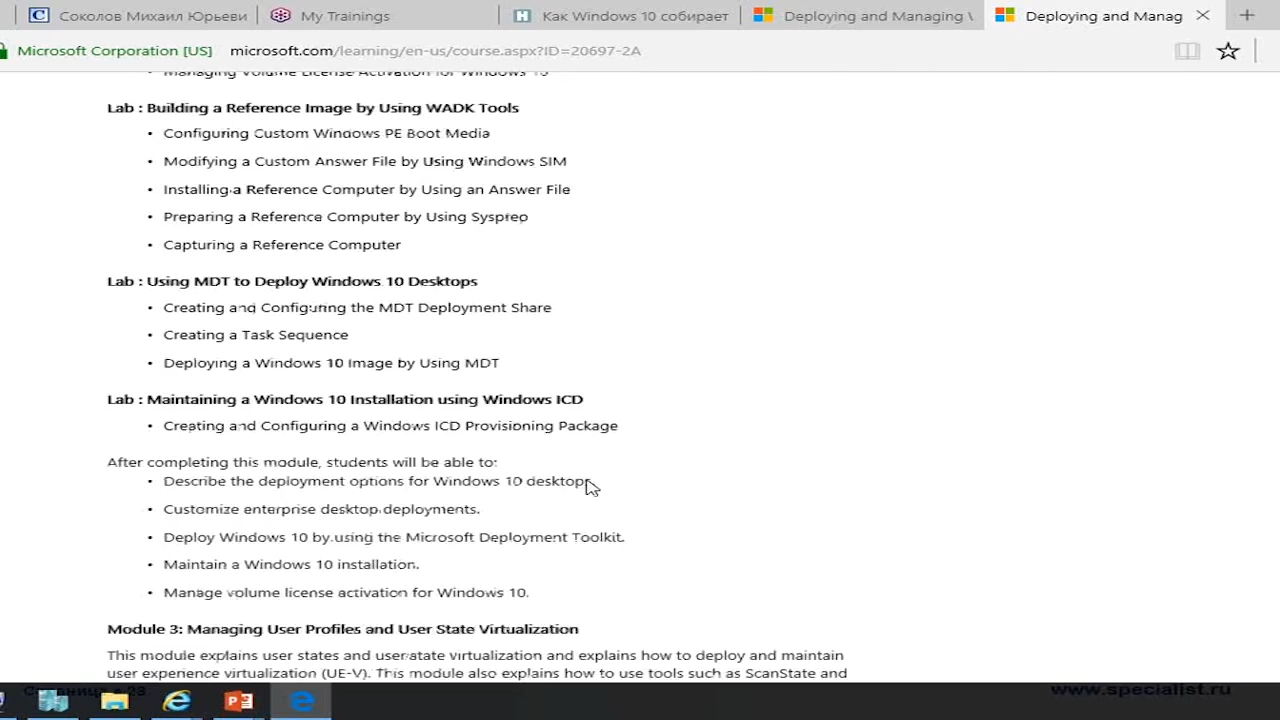 Соколов Михаил Юрьеви
My Trainings
Как Windows 10 собирает
Deploying and Managing
Deploying and Manag
Microsoft Corporation [US] microsoft.com/learning/en-us/course.aspx?ID=20697-2A
Managing Volume License Activation for Windows 10
Lab : Building a Reference Image by Using WADK Tools
• Configuring Custom Windows PE Boot Media
• Modifying a Custom Answer File by Using Windows SIM
• Installing a Reference Computer by Using an Answer File
• Preparing a Reference Computer by Using Sysprep
• Capturing a Reference Computer
Lab : Using MDT to Deploy Windows 10 Desktops
• Creating and Configuring the MDT Deployment Share
• Creating a Task Sequence
• Deploying a Windows 10 Image by Using MDT
Lab : Maintaining a Windows 10 Installation using Windows ICD
• Creating and Configuring a Windows ICD Provisioning Package
After completing this module, students will be able to:
• Describe the deployment options for Windows 10 desktops
• Customize enterprise desktop deployments.
• Deploy Windows 10 by using the Microsoft Deployment Toolkit.
• Maintain a Windows 10 installation.
• Manage volume license activation for Windows 10.
Module 3: Managing User Profiles and User State Virtualization
This module explains user states and user state virtualization and explains how to deploy and maintain
user experience virtualization (UE-V). This module also explains how to use tools such as ScanState and
www.specialist.ru